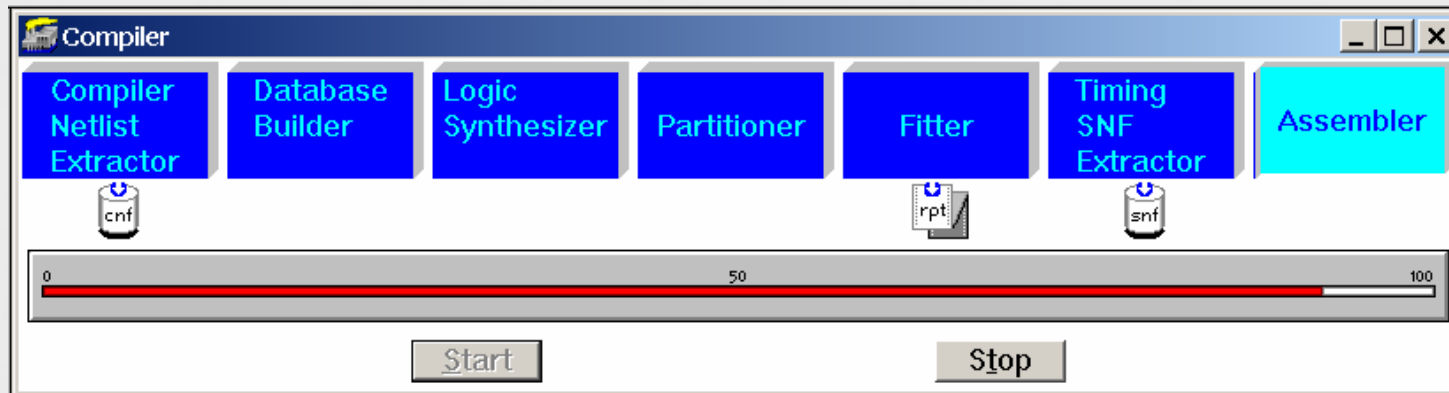 Compiler
Compiler
Netlist
Extractor
Database
Builder
Logic
Synthesizer
Partitioner
Fitter
Timing
SNF
Extractor
Assembler
cnf
rpt
snf
0 50 100
Start Stop